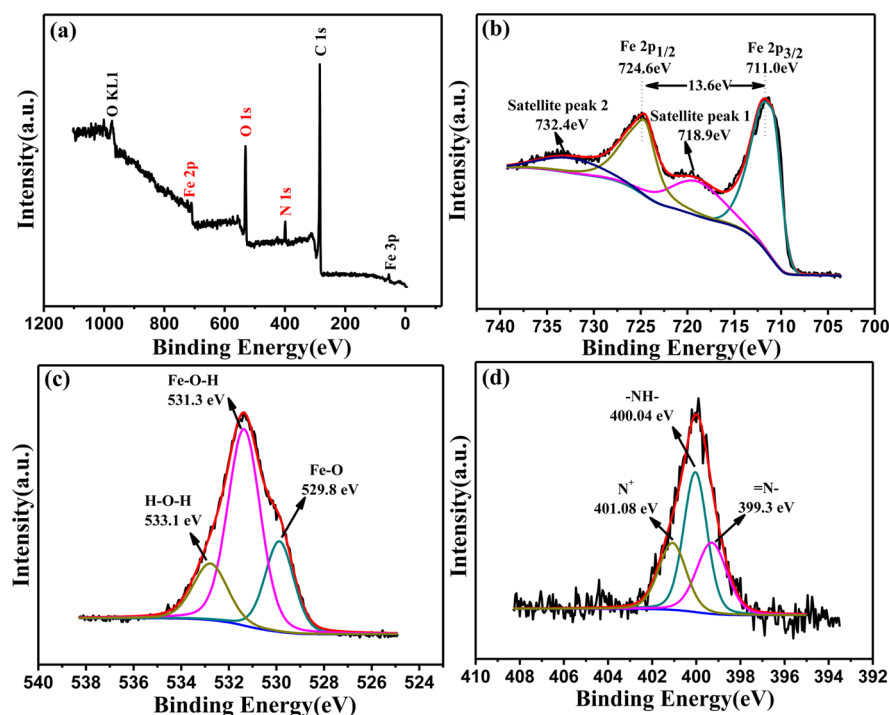 (a)
O KL1
Fe 2p
O 1s
N 1s
C 1s
Fe 3p
Intensity(a.u.)
1200 1000 800 600 400 200 0
Binding Energy(eV)
(b)
Fe 2p1/2
724.6eV
Fe 2p3/2
711.0eV
13.6eV
Satellite peak 2
732.4eV
Satellite peak 1
718.9eV
Intensity(a.u.)
740 735 730 725 720 715 710 705 700
Binding Energy(eV)
(c)
Fe-O-H
531.3 eV
Fe-O
529.8 eV
H-O-H
533.1 eV
Intensity(a.u.)
540 538 536 534 532 530 528 526 524
Binding Energy(eV)
(d)
-NH-
400.04 eV
N+
401.08 eV
=N-
399.3 eV
Intensity(a.u.)
410 408 406 404 402 400 398 396 394 392
Binding Energy(eV)